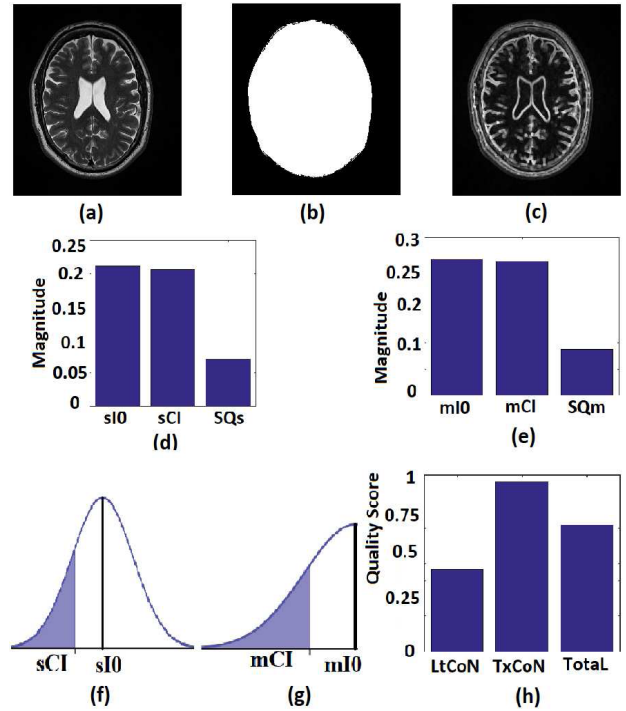 (a)
(b)
(c)
0.25
0.2
0.15
0.1
0.05
0
Magnitude
sI0 sCI SQs
(d)
0.3
0.25
0.2
0.1
0
Magnitude
mI0 mCI SQm
(e)
sCI sI0
(f)
mCI mI0
(g)
1
0.75
0.5
0.25
0
Quality Score
LtCoN TxCoN TotaL
(h)